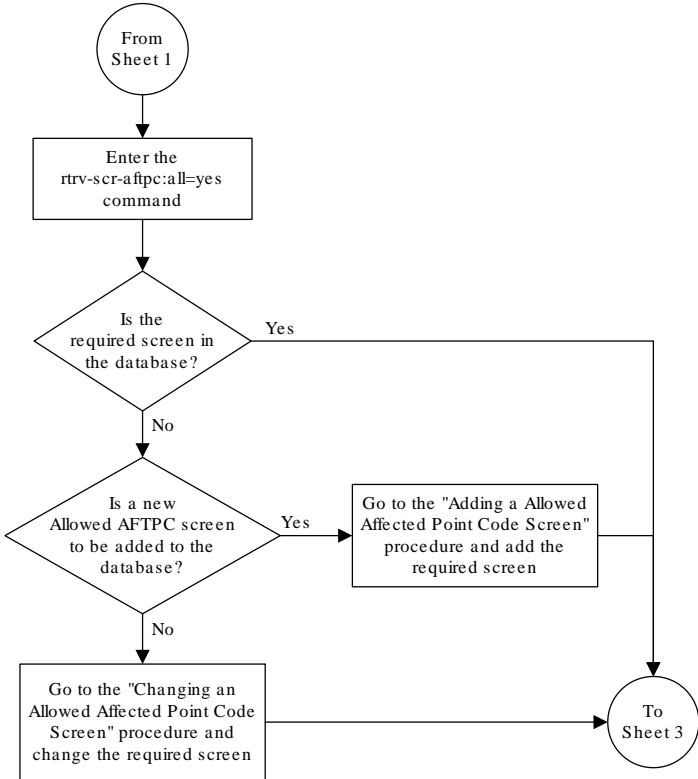 From
Sheet 1
Enter the
rtrv-scr-aftpc:all=yes
command
Is the
required screen in
the database?
Yes
No
Is a new
Allowed AFTPC screen
to be added to the
database?
Yes
Go to the "Adding a Allowed
Affected Point Code Screen"
procedure and add the
required screen
No
Go to the "Changing an
Allowed Affected Point Code
Screen" procedure and
change the required screen
To
Sheet 3